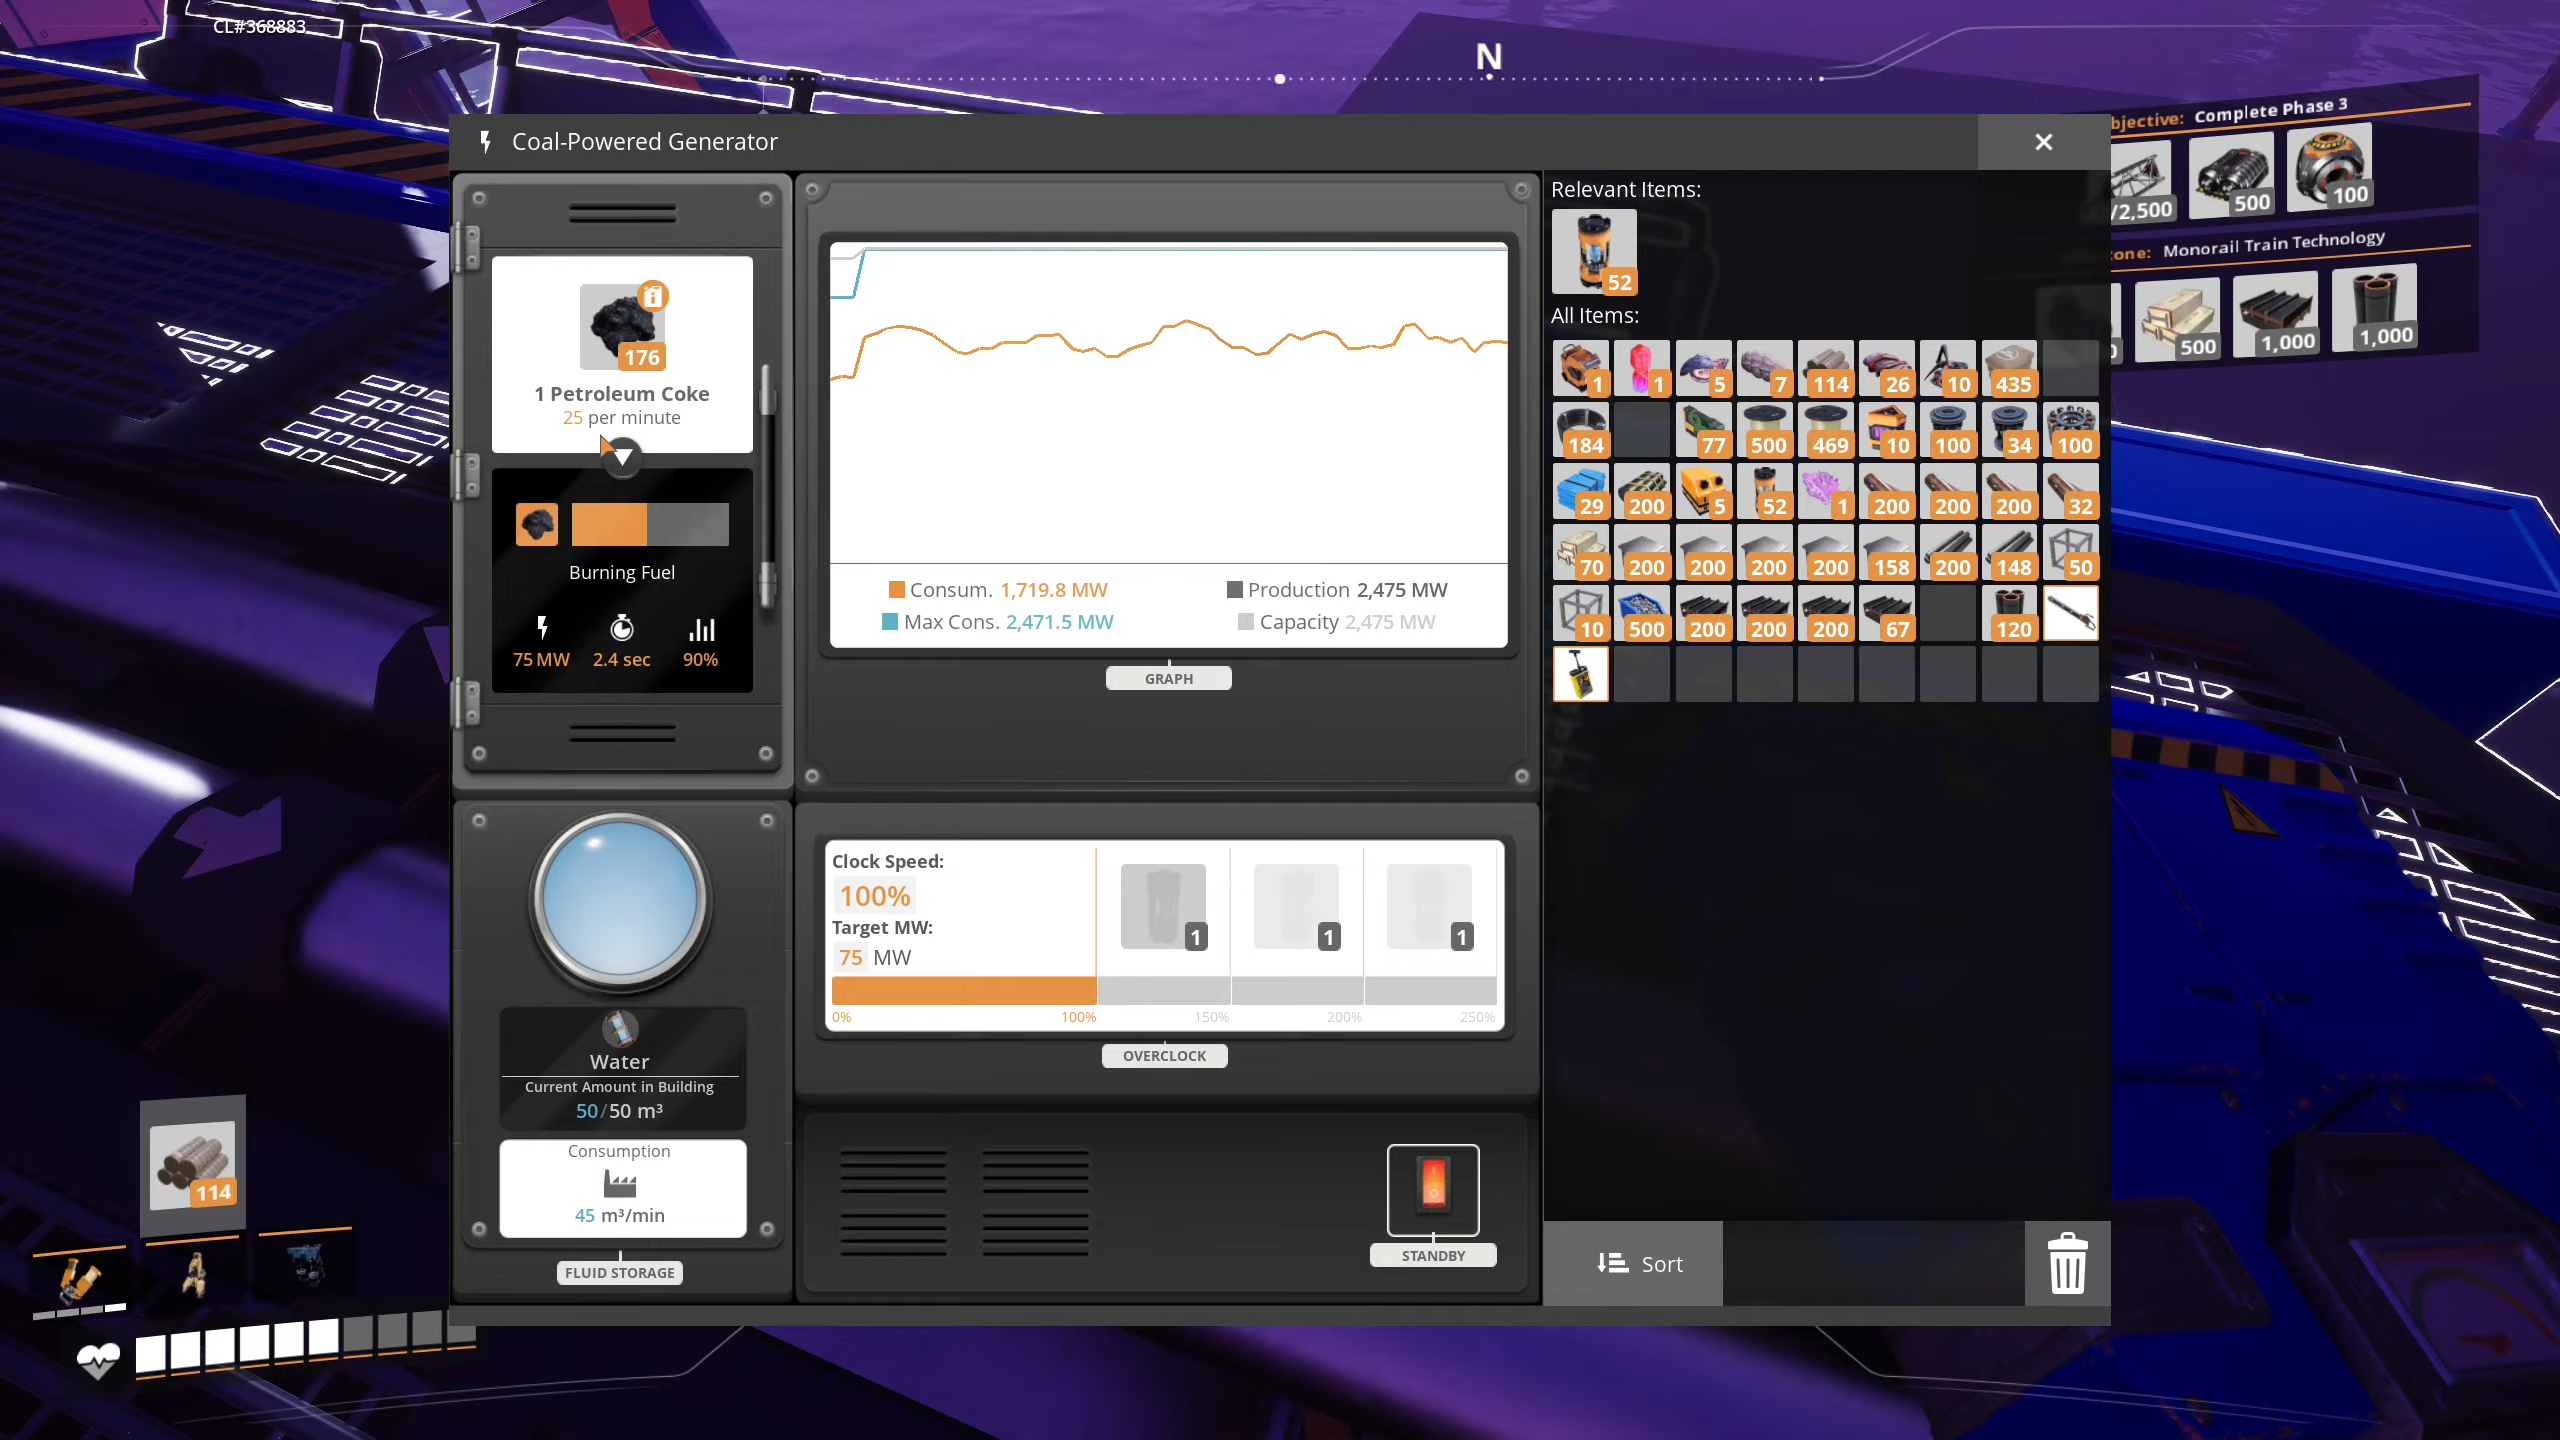 CL#368883
N
Coal-Powered Generator
bjective: Complete Phase 3
/2,500
500
100
one: Monorail Train Technology
0
500
1,000
1,000
176
1 Petroleum Coke
25 per minute
Burning Fuel
75 MW
2.4 sec
90%
Consum. 1,719.8 MW
Production 2,475 MW
Max Cons. 2,471.5 MW
Capacity 2,475 MW
GRAPH
Clock Speed:
100%
Target MW:
75 MW
1
1
1
0%
100%
150%
200%
250%
OVERCLOCK
STANDBY
Water
Current Amount in Building
50/50 m³
Consumption
45 m³/min
FLUID STORAGE
Relevant Items:
52
All Items:
1 1 5 7 114 26 10 435
184 77 500 469 10 100 34 100
29 200 5 52 1 200 200 200 32
70 200 200 200 200 158 200 148 50
10 500 200 200 200 67 120
Sort
114